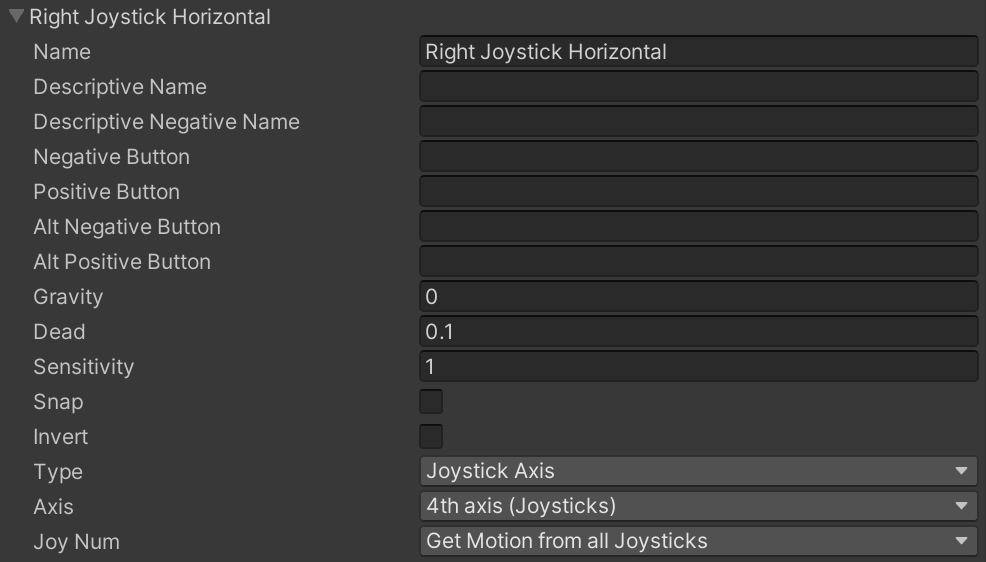 Right Joystick Horizontal
Name Right Joystick Horizontal
Descriptive Name
Descriptive Negative Name
Negative Button
Positive Button
Alt Negative Button
Alt Positive Button
Gravity 0
Dead 0.1
Sensitivity 1
Snap
Invert
Type Joystick Axis
Axis 4th axis (Joysticks)
Joy Num Get Motion from all Joysticks